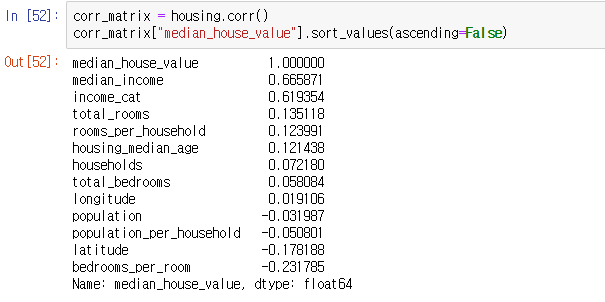 In [52]: corr_matrix = housing.corr()
corr_matrix["median_house_value"].sort_values(ascending=False)
Out[52]: median_house_value 1.000000
median_income 0.665871
income_cat 0.619354
total_rooms 0.135118
rooms_per_household 0.123991
housing_median_age 0.121438
households 0.072180
total_bedrooms 0.058084
longitude 0.019106
population -0.031987
population_per_household -0.050801
latitude -0.178188
bedrooms_per_room -0.231785
Name: median_house_value, dtype: float64